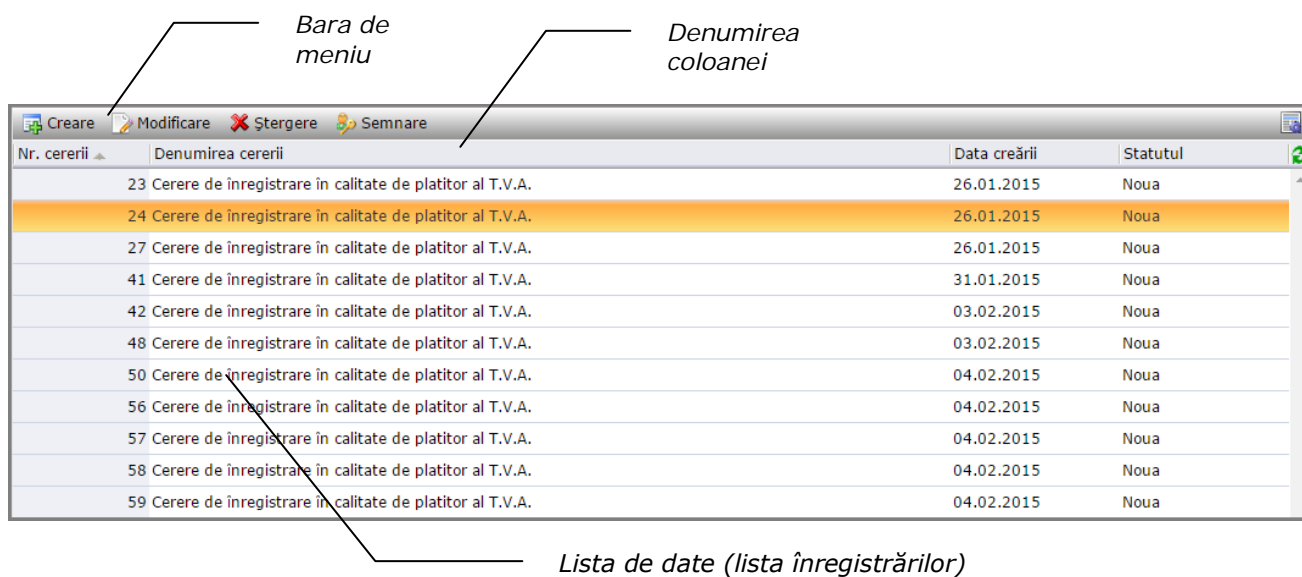 Bara de
meniu
Denumirea
coloanei
Creare Modificare Ștergere Semnare
Nr. cererii Denumirea cererii Data creării Statutul
23 Cerere de înregistrare în calitate de platitor al T.V.A. 26.01.2015 Noua
24 Cerere de înregistrare în calitate de platitor al T.V.A. 26.01.2015 Noua
27 Cerere de înregistrare în calitate de platitor al T.V.A. 26.01.2015 Noua
41 Cerere de înregistrare în calitate de platitor al T.V.A. 31.01.2015 Noua
42 Cerere de înregistrare în calitate de platitor al T.V.A. 03.02.2015 Noua
48 Cerere de înregistrare în calitate de platitor al T.V.A. 03.02.2015 Noua
50 Cerere de înregistrare în calitate de platitor al T.V.A. 04.02.2015 Noua
56 Cerere de înregistrare în calitate de platitor al T.V.A. 04.02.2015 Noua
57 Cerere de înregistrare în calitate de platitor al T.V.A. 04.02.2015 Noua
58 Cerere de înregistrare în calitate de platitor al T.V.A. 04.02.2015 Noua
59 Cerere de înregistrare în calitate de platitor al T.V.A. 04.02.2015 Noua
Lista de date (lista înregistrărilor)